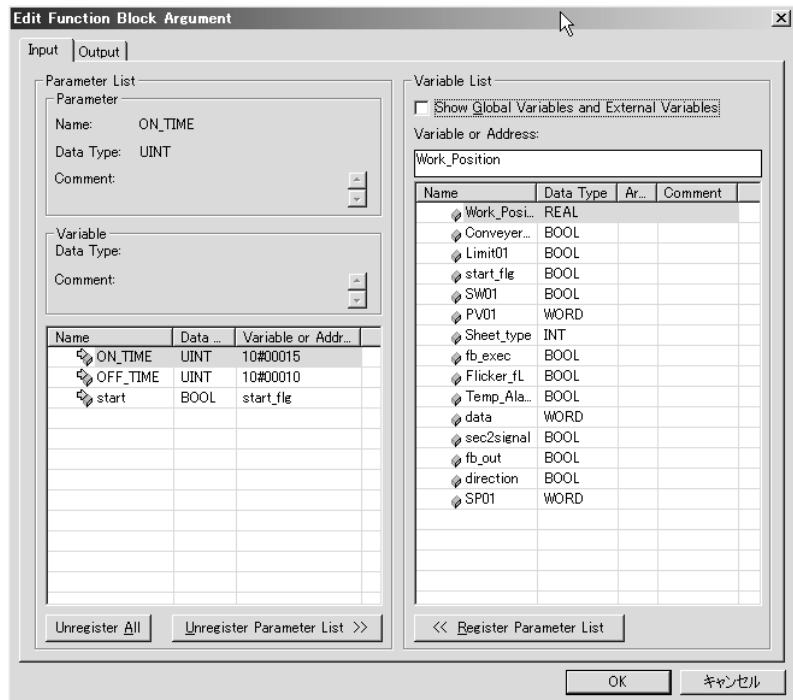 Edit Function Block Argument
Input
Output
Parameter List
Parameter
Name: ON_TIME
Data Type: UINT
Comment:
Variable
Data Type:
Comment:
Name Data ... Variable or Addr...
ON_TIME UINT 10#00015
OFF_TIME UINT 10#00010
start BOOL start_flg
Unregister All
Unregister Parameter List >>
Variable List
Show Global Variables and External Variables
Variable or Address:
Work_Position
Name Data Type Ar... Comment
Work_Posi... REAL
Conveyer... BOOL
Limit01 BOOL
start_flg BOOL
SW01 BOOL
PV01 WORD
Sheet_type INT
fb_exec BOOL
Flicker_fL BOOL
Temp_Ala... BOOL
data WORD
sec2signal BOOL
fb_out BOOL
direction BOOL
SP01 WORD
<< Register Parameter List
OK
キャンセル